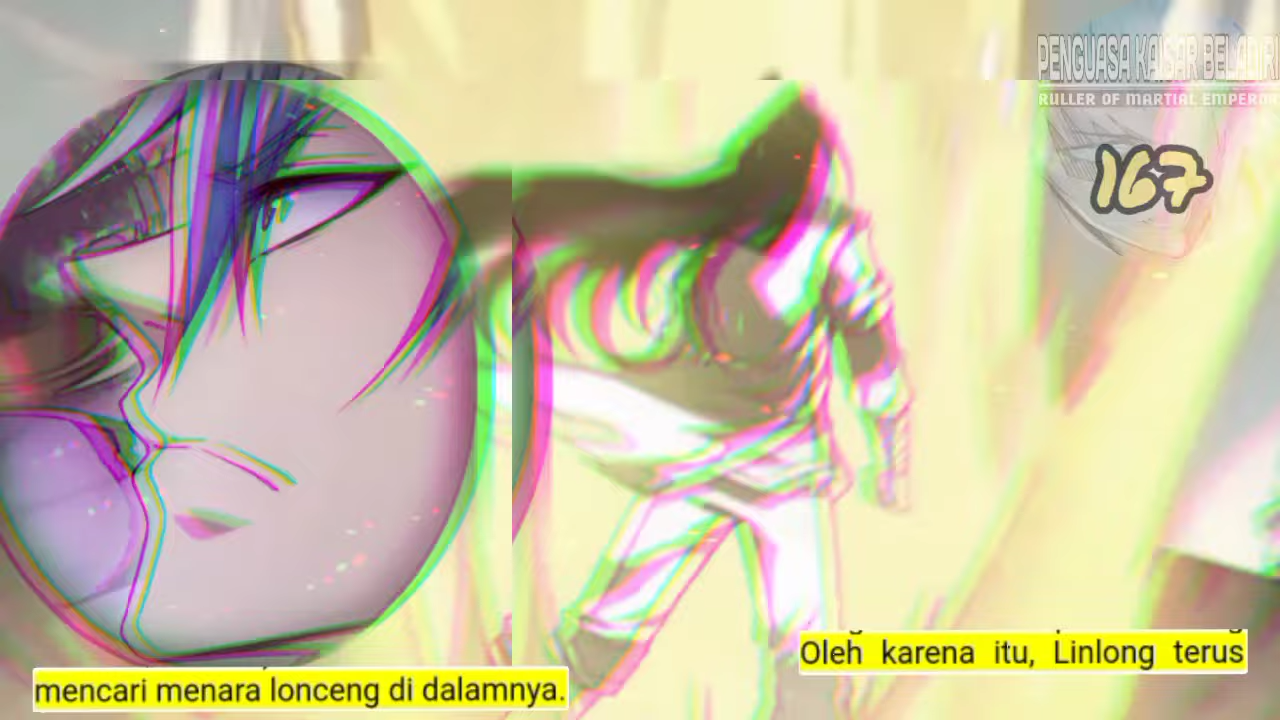 PENGUASA KAISAR BELADIRI
RULLER OF MARTIAL EMPEROR
167
Oleh karena itu, Linlong terus
mencari menara lonceng di dalamnya.